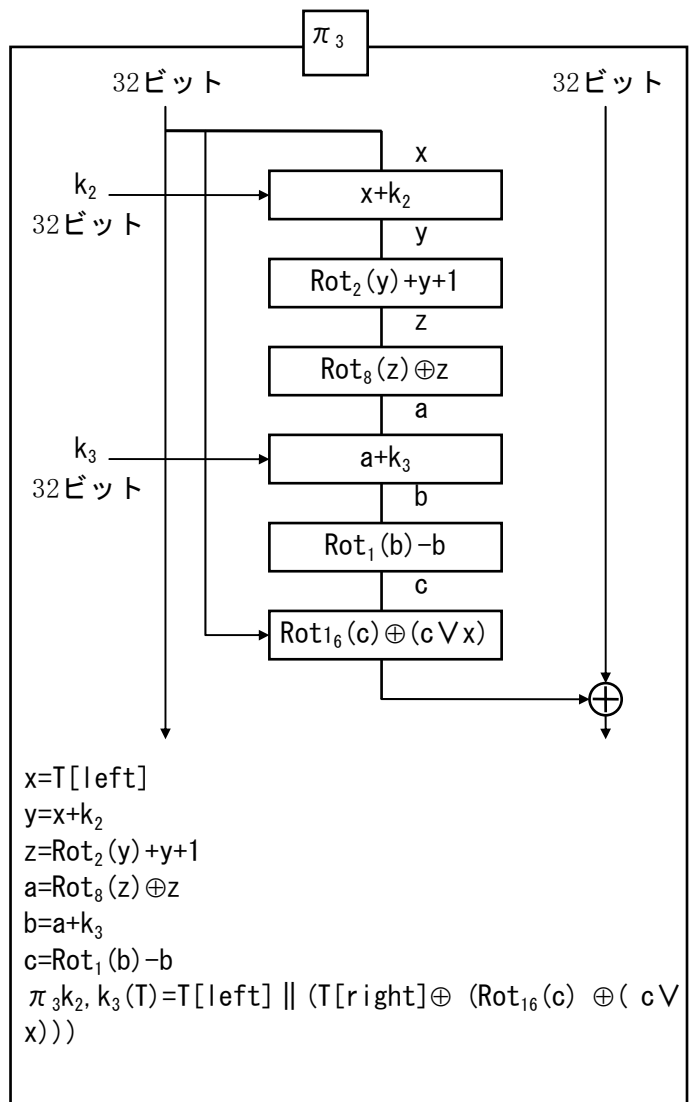 π₃
32ビット
32ビット
x
k₂
32ビット
x+k₂
y
Rot₂(y)+y+1
z
Rot₈(z)⊕z
a
k₃
32ビット
a+k₃
b
Rot₁(b)-b
c
Rot₁₆(c)⊕(c∨x)
x=T[left]
y=x+k₂
z=Rot₂(y)+y+1
a=Rot₈(z)⊕z
b=a+k₃
c=Rot₁(b)-b
π₃k₂,k₃(T)=T[left]‖(T[right]⊕ (Rot₁₆(c) ⊕( c∨
x)))